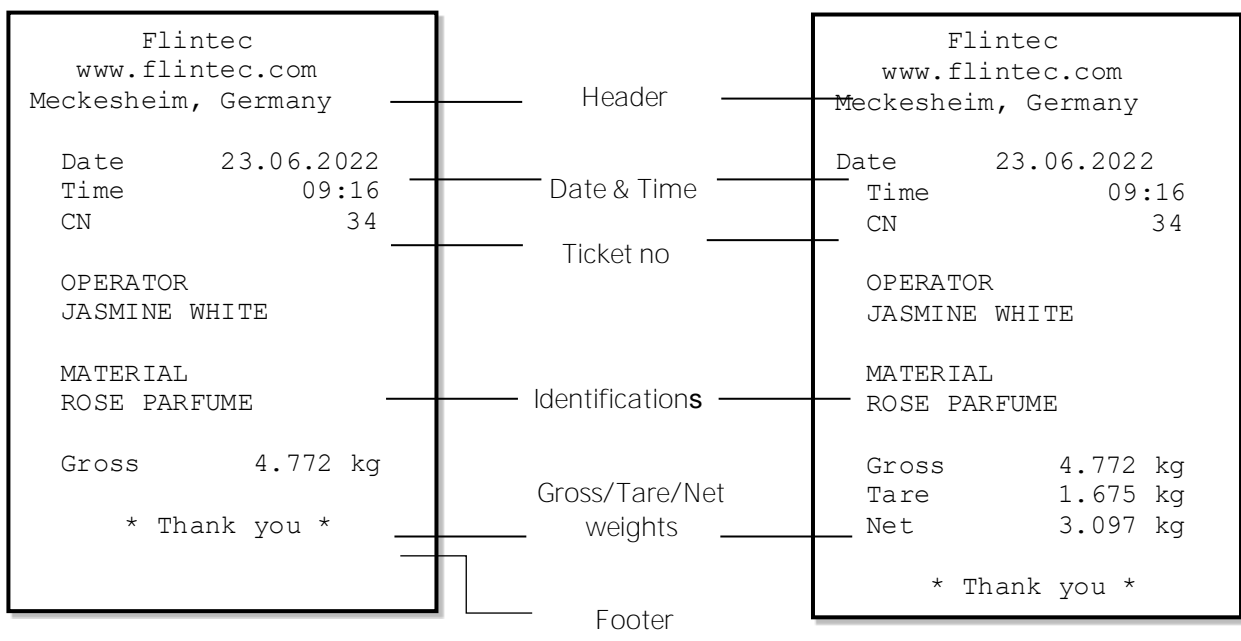 Flintec
www.flintec.com
Meckesheim, Germany
Date 23.06.2022
Time 09:16
CN 34
OPERATOR
JASMINE WHITE
MATERIAL
ROSE PARFUME
Gross 4.772 kg
* Thank you *
Header
Date & Time
Ticket no
Identifications
Gross/Tare/Net
weights
Footer
Flintec
www.flintec.com
Meckesheim, Germany
Date 23.06.2022
Time 09:16
CN 34
OPERATOR
JASMINE WHITE
MATERIAL
ROSE PARFUME
Gross 4.772 kg
Tare 1.675 kg
Net 3.097 kg
* Thank you *